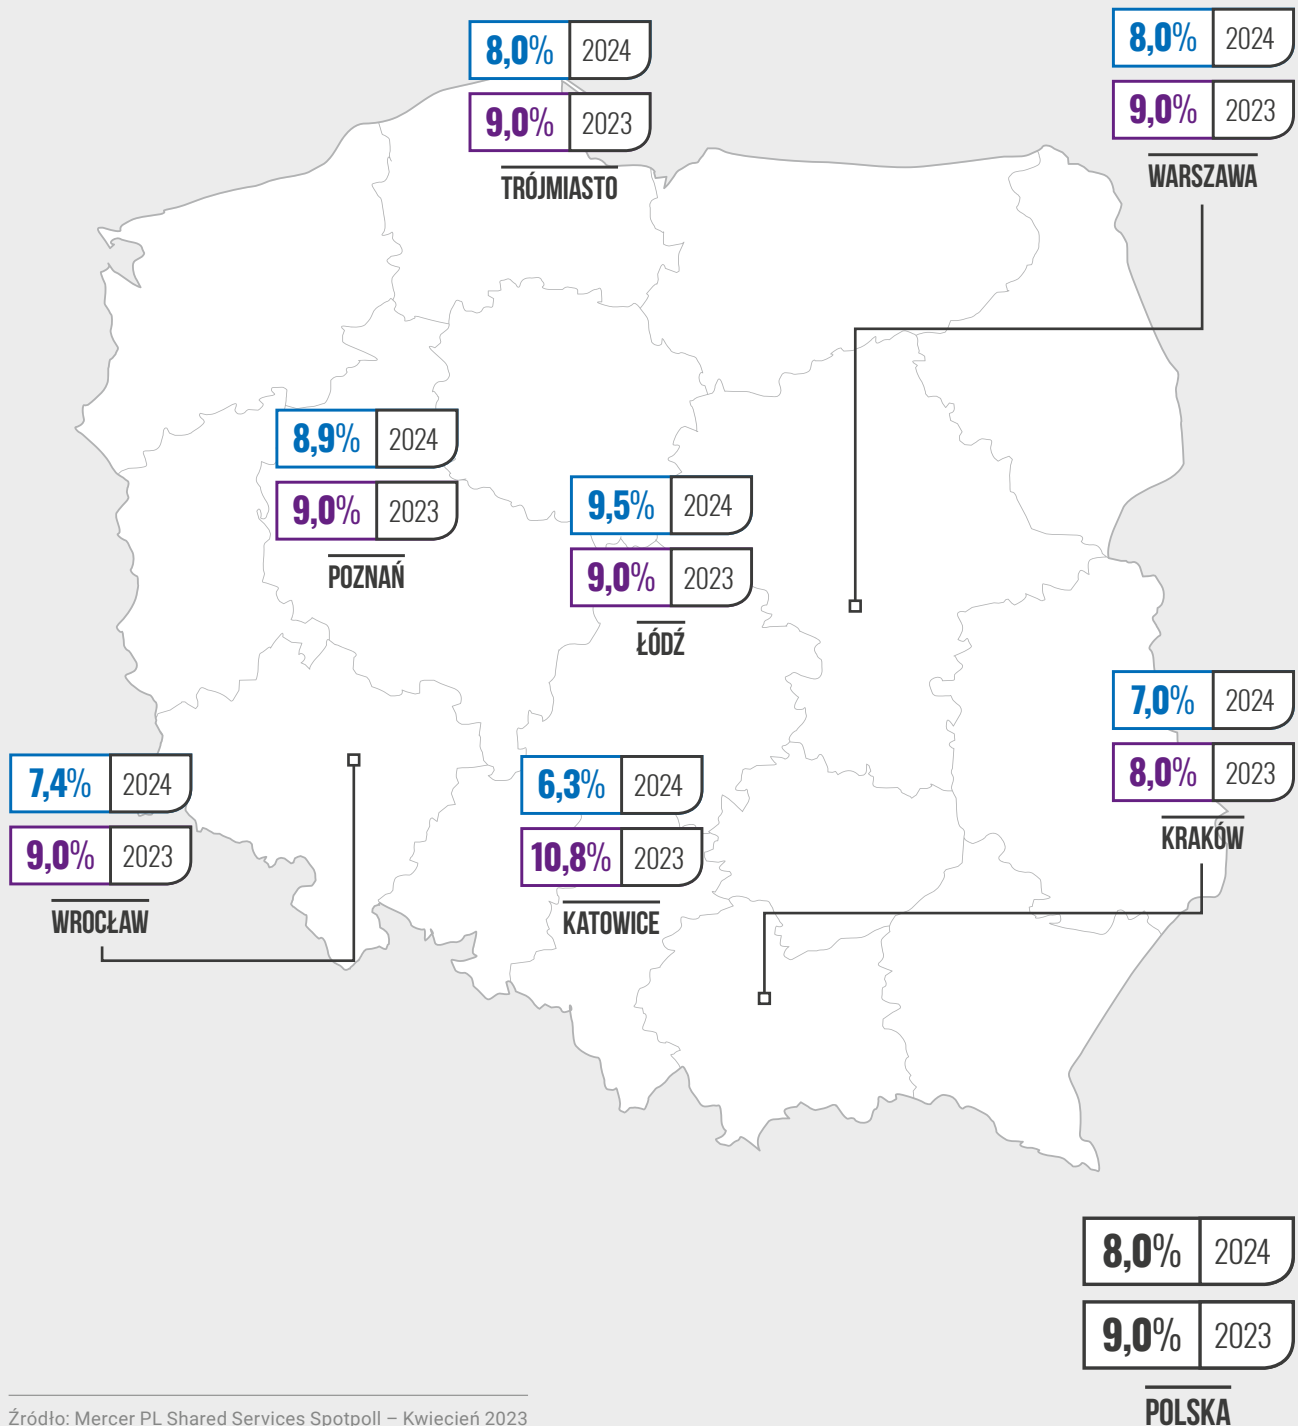 8,0% 2024
9,0% 2023
TRÓJMIASTO
8,0% 2024
9,0% 2023
WARSZAWA
8,9% 2024
9,0% 2023
POZNAŃ
9,5% 2024
9,0% 2023
ŁÓDŹ
7,0% 2024
8,0% 2023
KRAKÓW
7,4% 2024
9,0% 2023
WROCŁAW
6,3% 2024
10,8% 2023
KATOWICE
8,0% 2024
9,0% 2023
POLSKA
Źródło: Mercer PL Shared Services Spotpoll – Kwiecień 2023